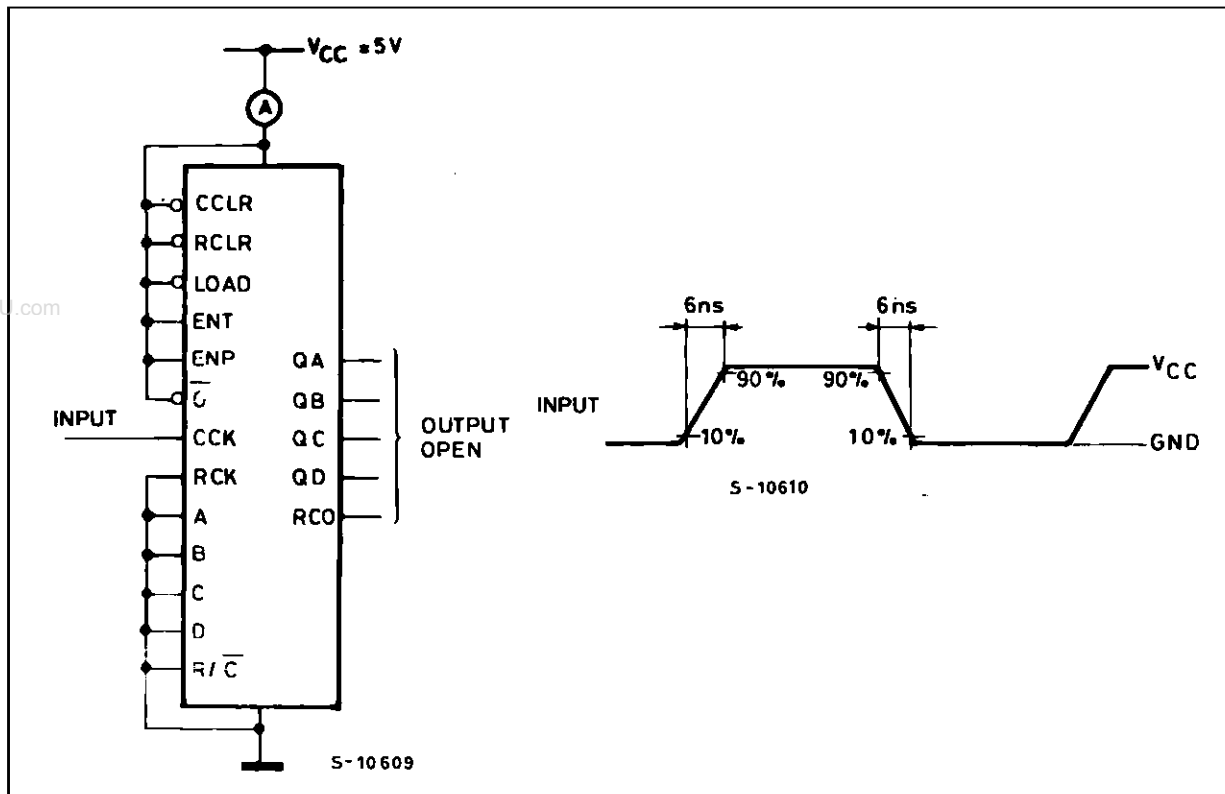 VCC = 5V
A
CCLR
RCLR
LOAD
ENT
ENP
G̅
CCK
RCK
A
B
C
D
R/C̅
INPUT
QA
QB
QC
QD
RCO
OUTPUT
OPEN
S-10609
U.com
INPUT
6ns
6ns
90%
90%
10%
10%
VCC
GND
S-10610